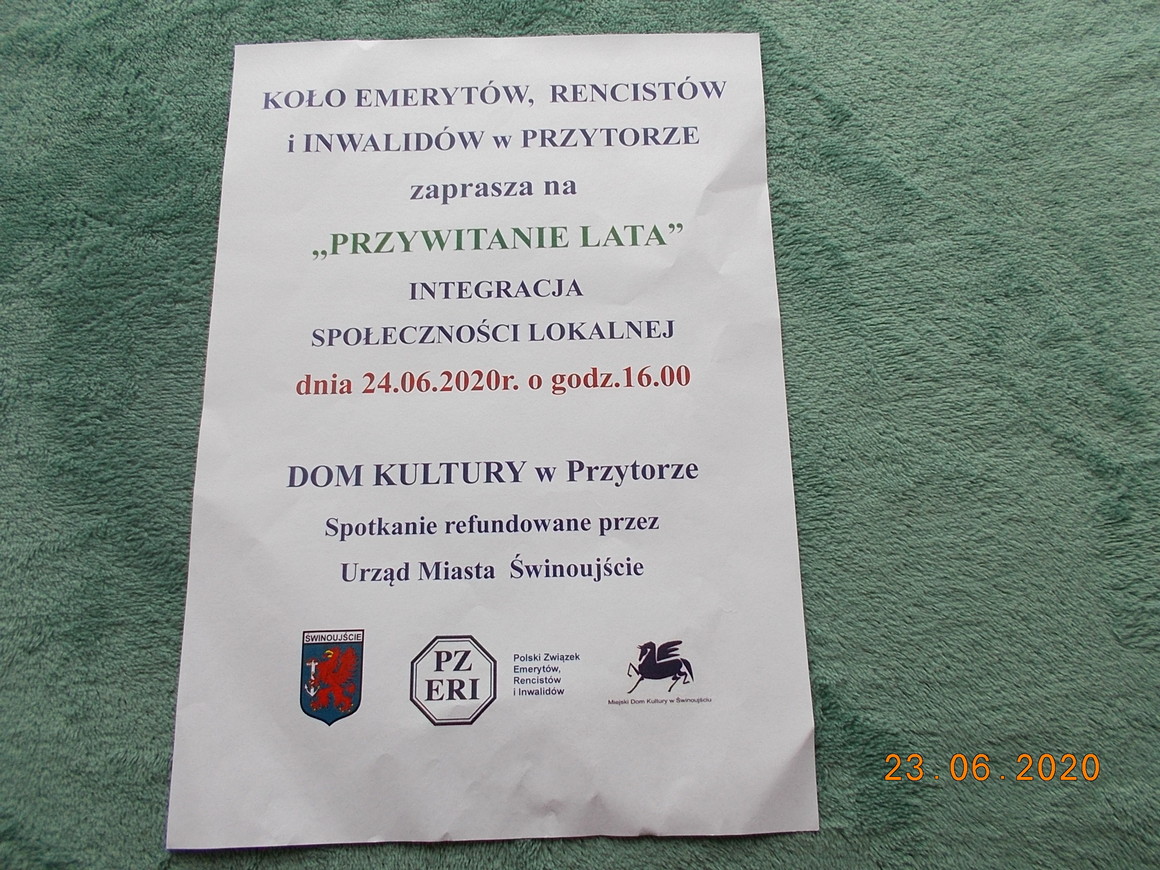 KOŁO EMERYTÓW, RENCISTÓW
i INWALIDÓW w PRZYTORZE
zaprasza na
„PRZYWITANIE LATA”
INTEGRACJA
SPOŁECZNOŚCI LOKALNEJ
dnia 24.06.2020r. o godz.16.00
DOM KULTURY w Przytorze
Spotkanie refundowane przez
Urząd Miasta Świnoujście
ŚWINOUJŚCIE
PZ
ERI
Polski Związek
Emerytów,
Rencistów
i Inwalidów
Miejski Dom Kultury w Świnoujściu
23.06.2020